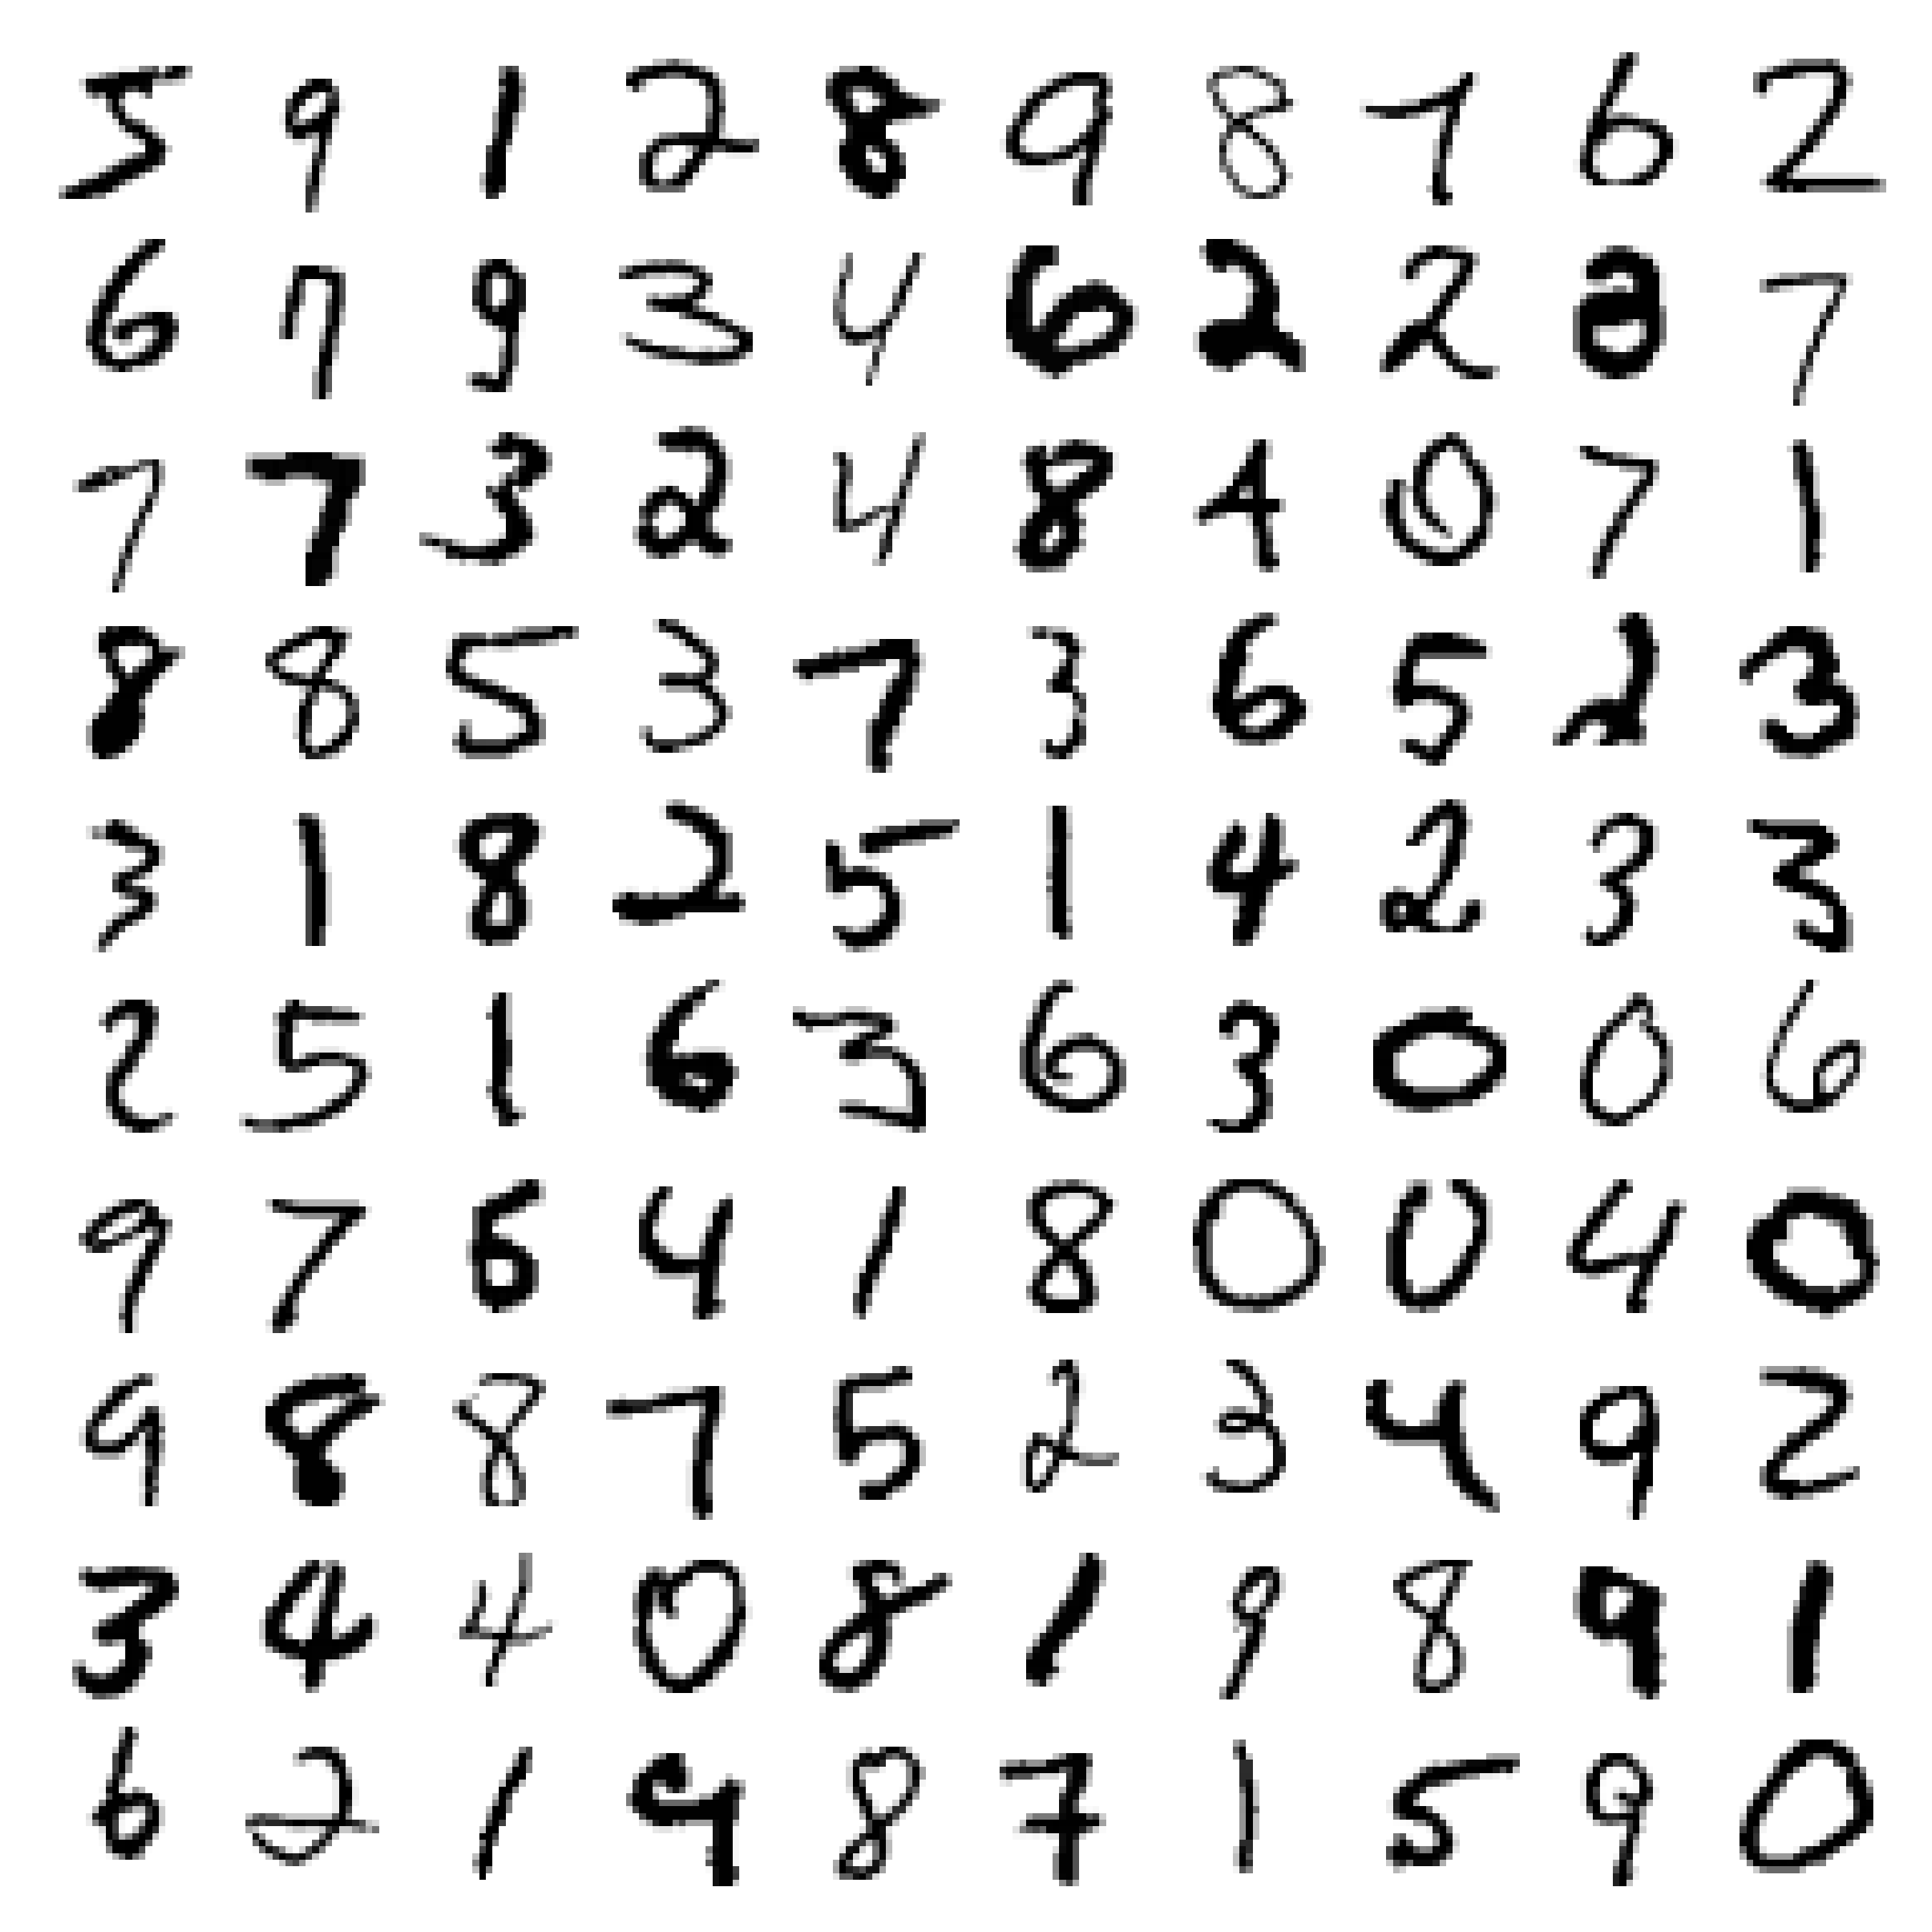 5 9 1 2 8 9 8 7 6 2
6 7 9 3 4 6 2 2 8 7
7 7 3 2 4 8 4 0 7 1
8 8 5 3 7 3 6 5 2 3
3 1 8 2 5 1 4 2 3 3
2 5 1 6 3 6 3 0 0 6
9 7 6 4 1 8 0 0 4 0
9 8 8 7 5 2 3 4 9 2
3 4 4 0 8 1 9 8 9 1
6 2 1 9 8 7 1 5 9 0